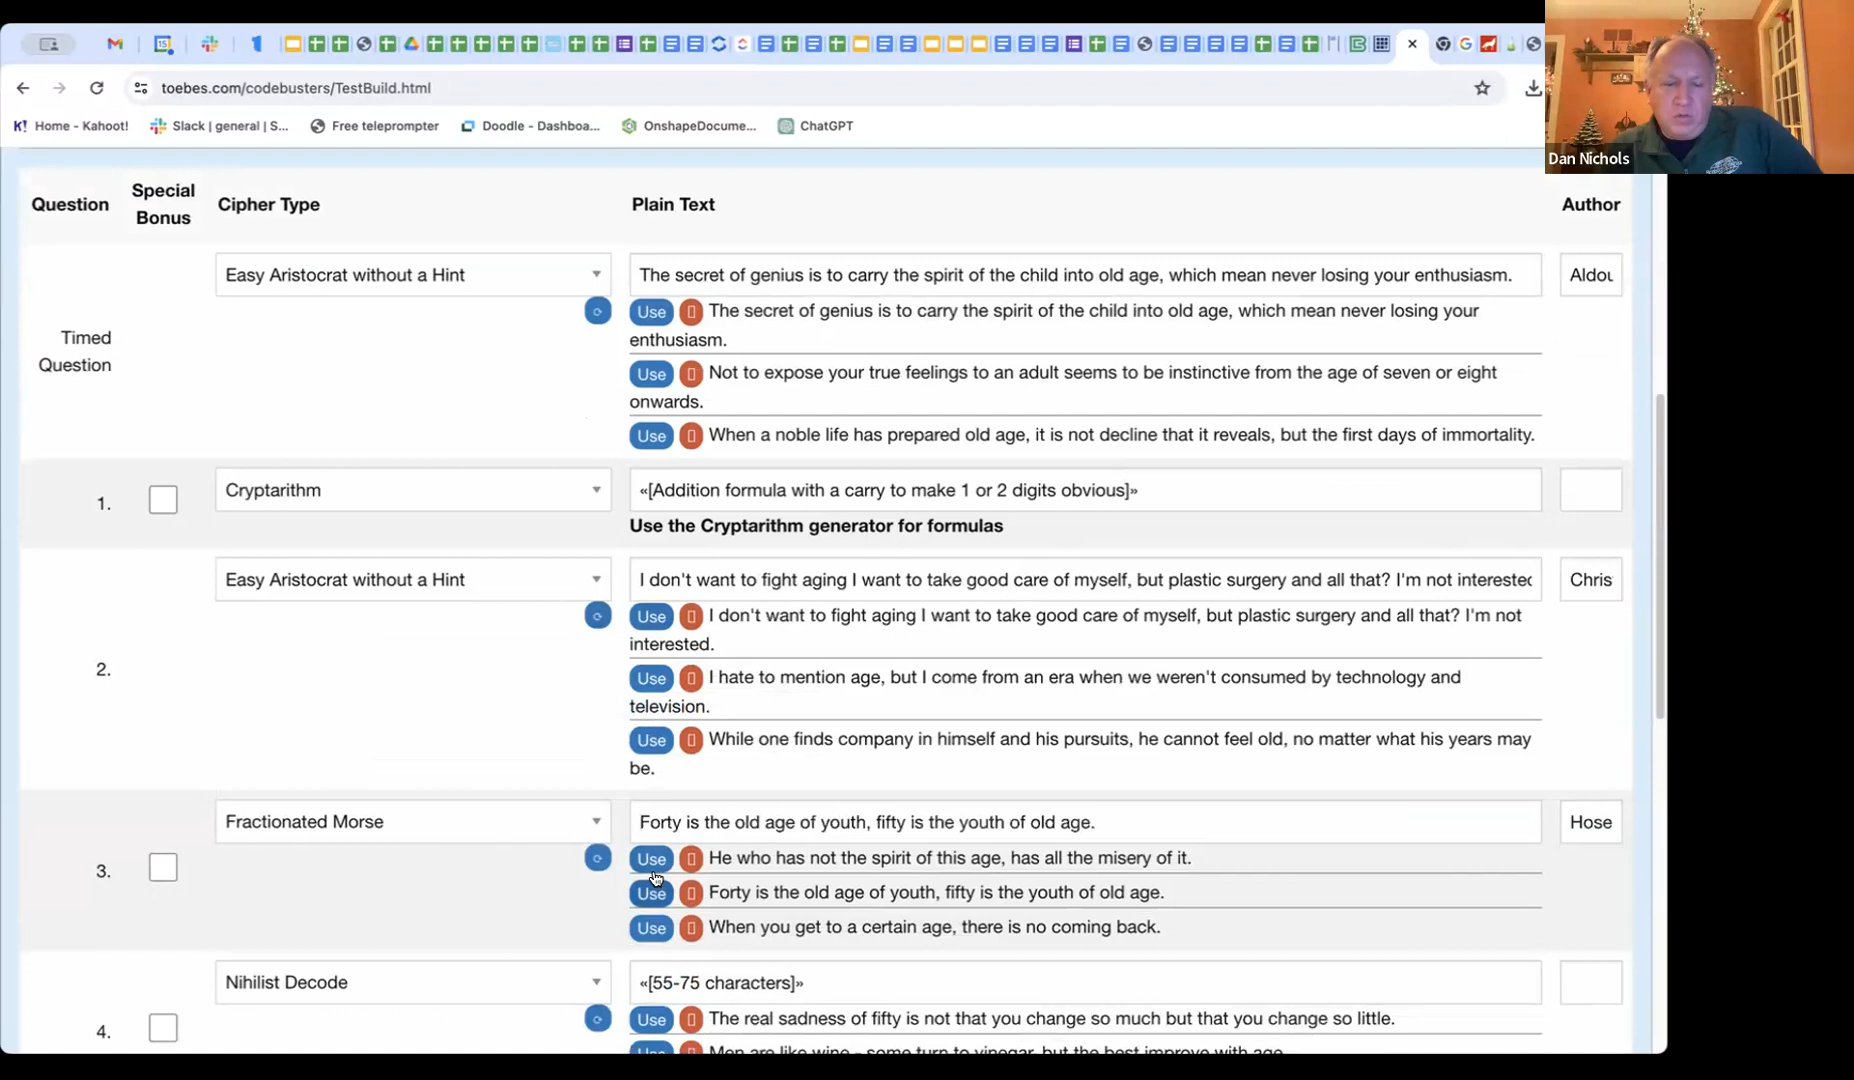 toebes.com/codebusters/TestBuild.html
Home - Kahoot!
Slack | general | S...
Free teleprompter
Doodle - Dashboa...
OnshapeDocume...
ChatGPT
Dan Nichols
Question
Special
Bonus
Cipher Type
Plain Text
Author
Timed
Question
Easy Aristocrat without a Hint
The secret of genius is to carry the spirit of the child into old age, which mean never losing your enthusiasm.
Aldou
Use The secret of genius is to carry the spirit of the child into old age, which mean never losing your
enthusiasm.
Use Not to expose your true feelings to an adult seems to be instinctive from the age of seven or eight
onwards.
Use When a noble life has prepared old age, it is not decline that it reveals, but the first days of immortality.
1.
Cryptarithm
«[Addition formula with a carry to make 1 or 2 digits obvious]»
Use the Cryptarithm generator for formulas
2.
Easy Aristocrat without a Hint
I don't want to fight aging I want to take good care of myself, but plastic surgery and all that? I'm not interested
Chris
Use I don't want to fight aging I want to take good care of myself, but plastic surgery and all that? I'm not
interested.
Use I hate to mention age, but I come from an era when we weren't consumed by technology and
television.
Use While one finds company in himself and his pursuits, he cannot feel old, no matter what his years may
be.
3.
Fractionated Morse
Forty is the old age of youth, fifty is the youth of old age.
Hose
Use He who has not the spirit of this age, has all the misery of it.
Use Forty is the old age of youth, fifty is the youth of old age.
Use When you get to a certain age, there is no coming back.
4.
Nihilist Decode
«[55-75 characters]»
Use The real sadness of fifty is not that you change so much but that you change so little.
Use Men are like wine - some turn to vinegar, but the best improve with age.